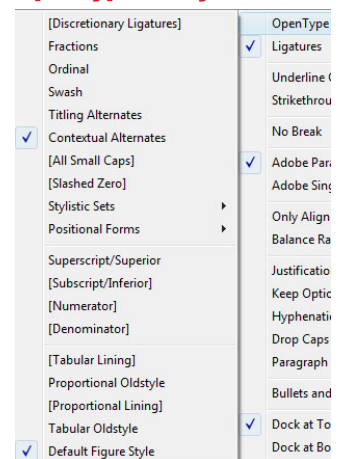 [Discretionary Ligatures]
Fractions
Ordinal
Swash
Titling Alternates
Contextual Alternates
[All Small Caps]
[Slashed Zero]
Stylistic Sets
Positional Forms
Superscript/Superior
[Subscript/Inferior]
[Numerator]
[Denominator]
[Tabular Lining]
Proportional Oldstyle
[Proportional Lining]
Tabular Oldstyle
Default Figure Style
OpenType
Ligatures
Underline
Strikethrou
No Break
Adobe Para
Adobe Sing
Only Align
Balance Ra
Justificatio
Keep Optio
Hyphenati
Drop Caps
Paragraph
Bullets and
Dock at To
Dock at Bo